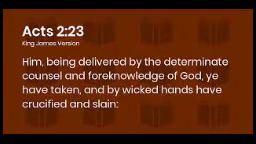 Acts 2:23
King James Version
Him, being delivered by the determinate
counsel and foreknowledge of God, ye
have taken, and by wicked hands have
crucified and slain: